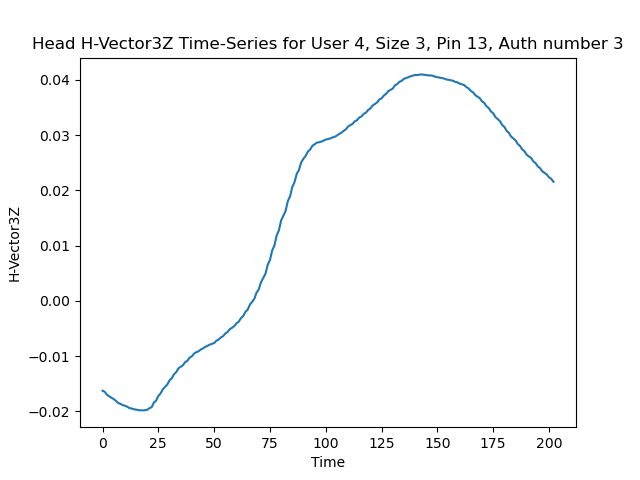 Head H-Vector3Z Time-Series for User 4, Size 3, Pin 13, Auth number 3
0.04
0.03
0.02
0.01
0.00
−0.01
−0.02
H-Vector3Z
0 25 50 75 100 125 150 175 200
Time